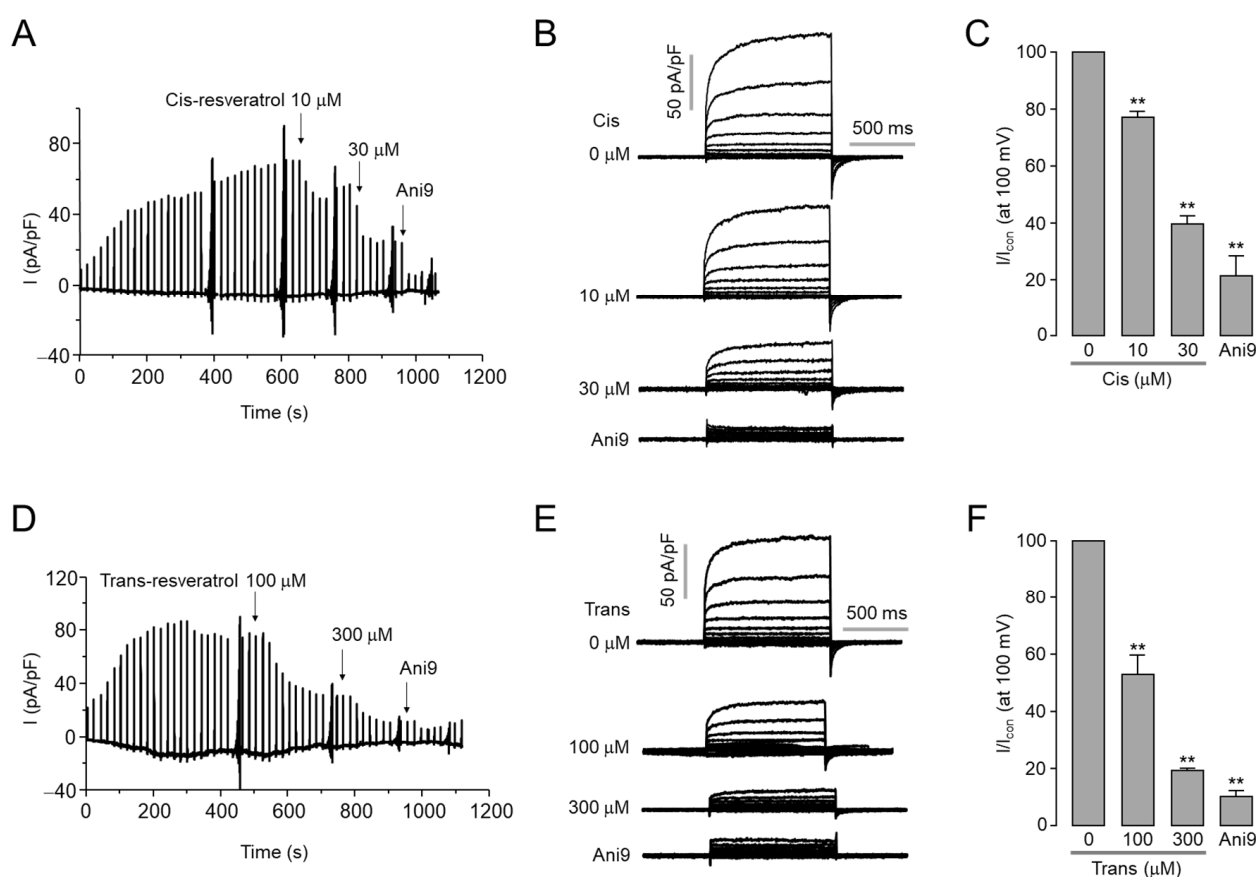 A
Cis-resveratrol 10 μM
30 μM
Ani9
I (pA/pF)
80
40
0
–40
0 200 400 600 800 1000 1200
Time (s)
B
50 pA/pF
500 ms
Cis
0 μM
10 μM
30 μM
Ani9
C
I/Icon (at 100 mV)
100
80
60
40
20
0
** ** **
0 10 30 Ani9
Cis (μM)
D
Trans-resveratrol 100 μM
300 μM
Ani9
I (pA/pF)
120
80
40
0
–40
0 200 400 600 800 1000 1200
Time (s)
E
50 pA/pF
500 ms
Trans
0 μM
100 μM
300 μM
Ani9
F
I/Icon (at 100 mV)
100
80
60
40
20
0
** ** **
0 100 300 Ani9
Trans (μM)